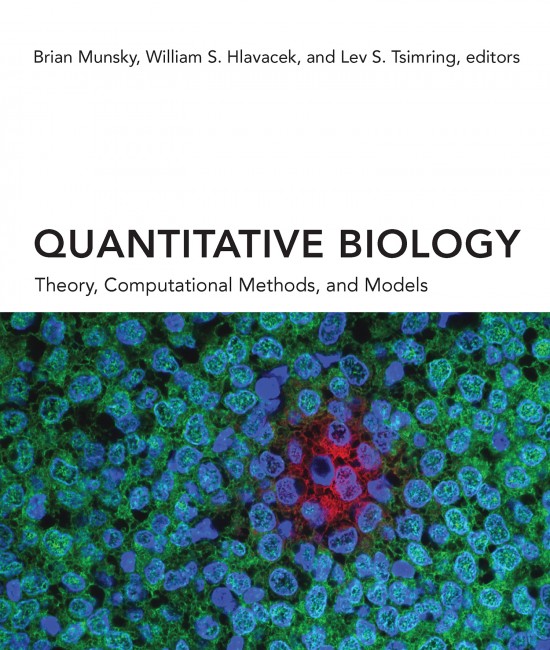 Brian Munsky, William S. Hlavacek, and Lev S. Tsimring, editors
QUANTITATIVE BIOLOGY
Theory, Computational Methods, and Models